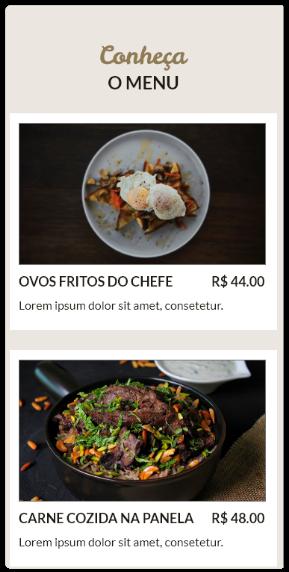 Conheça
O MENU
OVOS FRITOS DO CHEFE R$ 44.00
Lorem ipsum dolor sit amet, consetetur.
CARNE COZIDA NA PANELA R$ 48.00
Lorem ipsum dolor sit amet, consetetur.